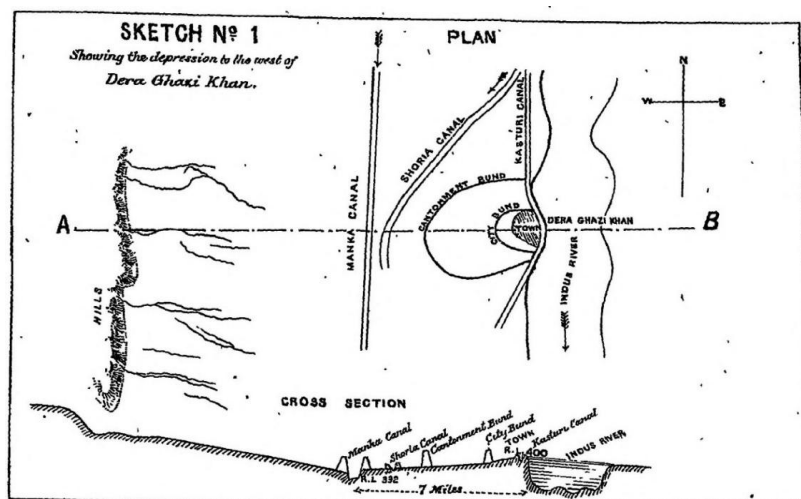 SKETCH Nº 1
Showing the depression to the west of
Dera Ghazi Khan.
PLAN
N
W
E
MANKA CANAL
SHORIA CANAL
KASTURI CANAL
CANTONMENT BUND
CITY BUND
TOWN
DERA GHAZI KHAN
A
B
INDUS RIVER
HILLS
CROSS SECTION
Manka Canal
Shoria Canal
Cantonment Bund
City Bund
TOWN
R.L. 400
Kasturi Canal
INDUS RIVER
R.L 392
7 Miles